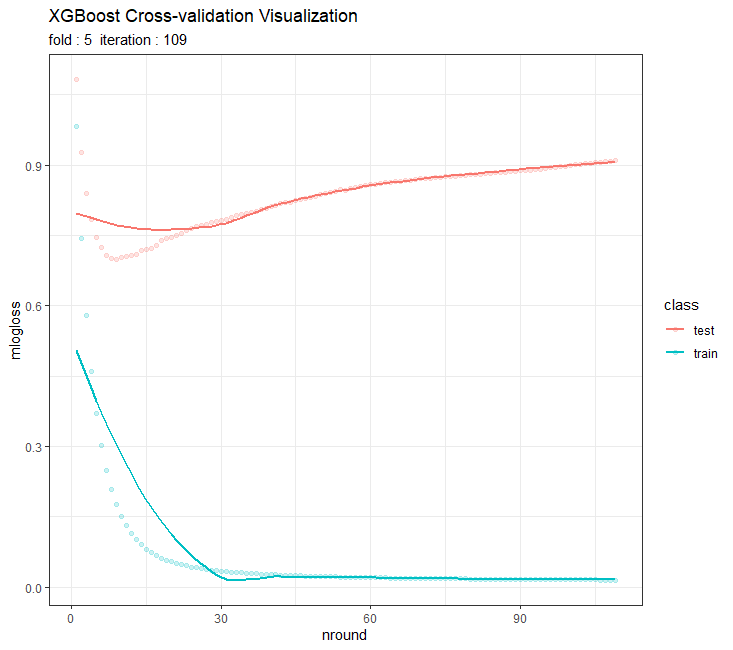 XGBoost Cross-validation Visualization
fold : 5  iteration : 109
mlogloss
0.9
0.6
0.3
0.0
0
30
60
90
nround
class
test
train